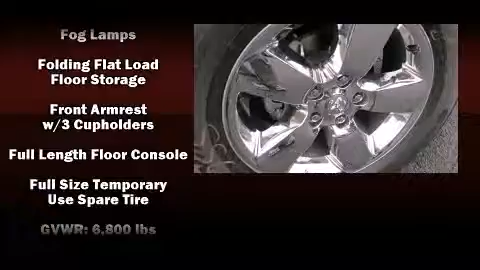 Fog Lamps
Folding Flat Load
Floor Storage
Front Armrest
w/3 Cupholders
Full Length Floor Console
Full Size Temporary
Use Spare Tire
GVWR: 6,800 lbs